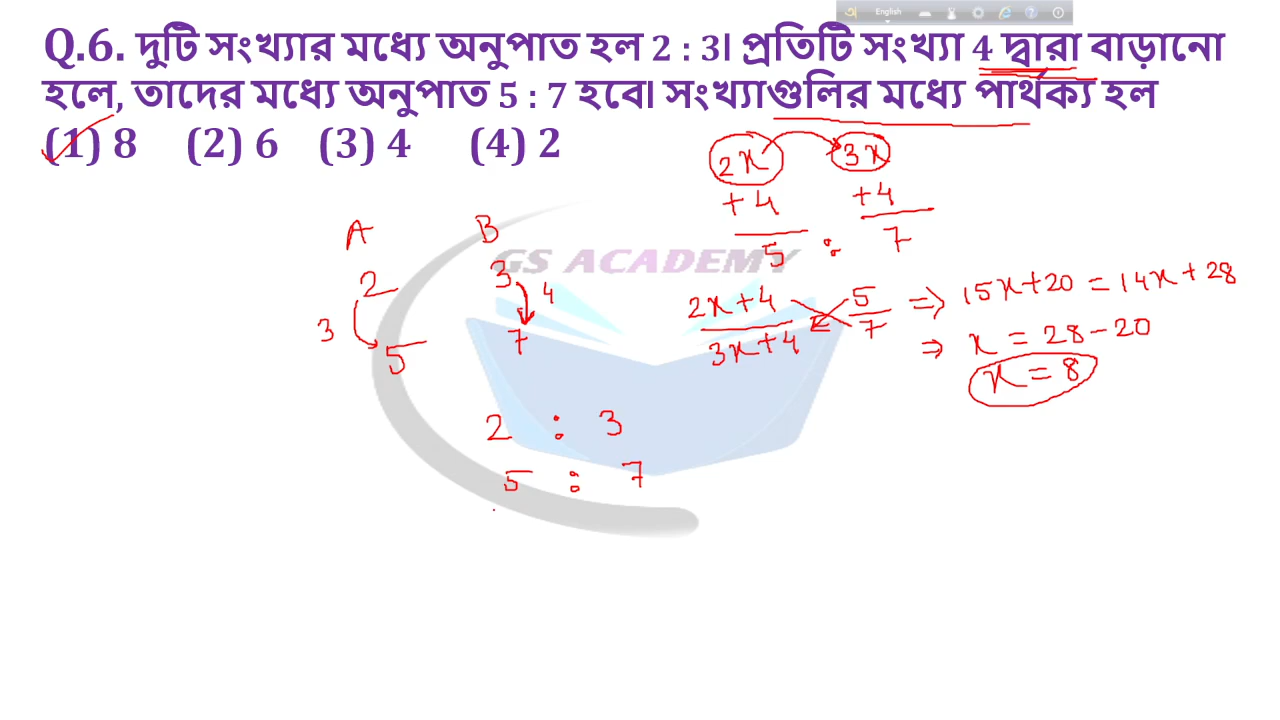 English
Q.6. দুটি সংখ্যার মধ্যে অনুপাত হল 2 : 3। প্রতিটি সংখ্যা 4 দ্বারা বাড়ানো
হলে, তাদের মধ্যে অনুপাত 5 : 7 হবে। সংখ্যাগুলির মধ্যে পার্থক্য হল
(1) 8 (2) 6 (3) 4 (4) 2
2x 3x
+4 +4
5 : 7
A B
2 3
3 4
5 7
GS ACADEMY
2x+4 5 ⇒ 15x+20 = 14x+28
3x+4 7 ⇒ x = 28-20
x = 8
2 : 3
5 : 7